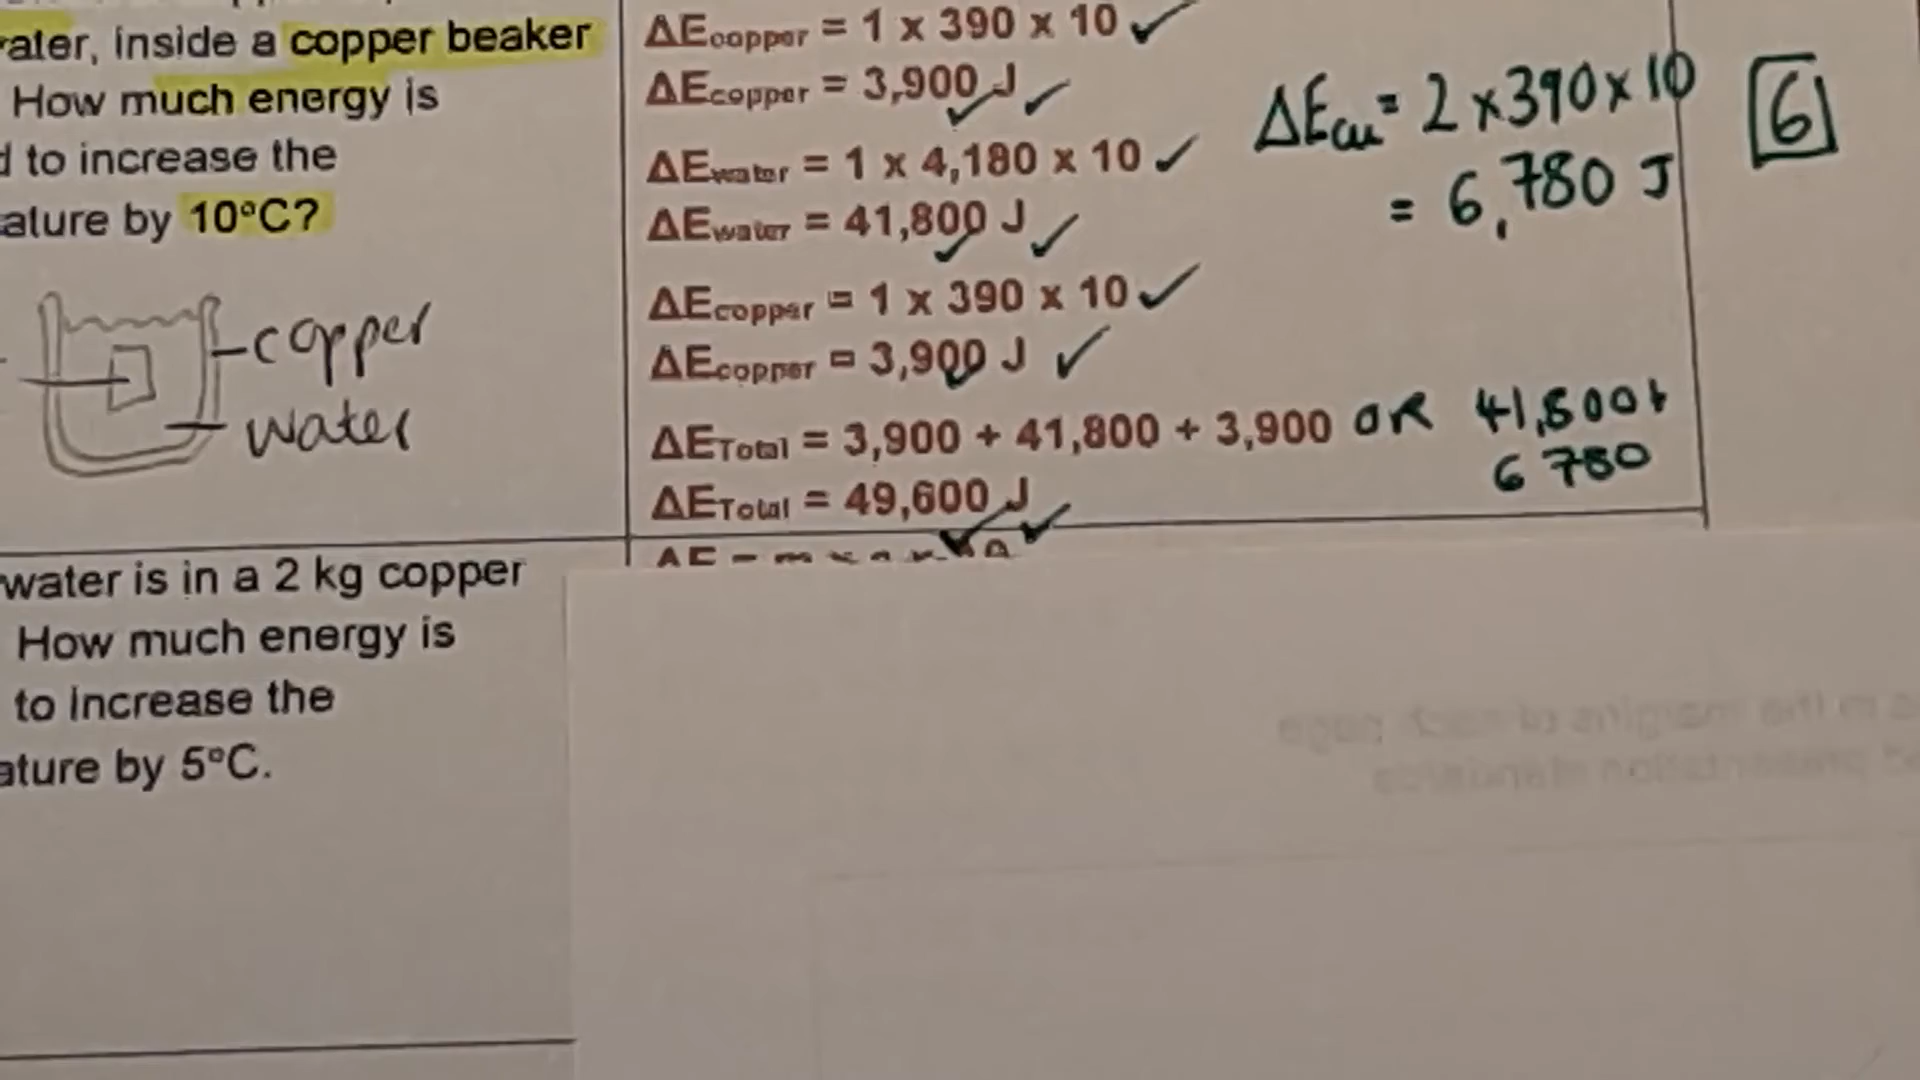 water, inside a copper beaker
How much energy is
to increase the
ature by 10°C?
copper
water
ΔEcopper = 1 x 390 x 10 ✓
ΔEcopper = 3,900 J ✓ ✓
ΔEwater = 1 x 4,180 x 10 ✓
ΔEwater = 41,800 J ✓ ✓
ΔEcopper = 1 x 390 x 10 ✓
ΔEcopper = 3,900 J ✓ ✓
ΔETotal = 3,900 + 41,800 + 3,900 OR 41,800+
6 780
ΔETotal = 49,600 J ✓ ✓
ΔECu = 2 x 390 x 10
= 6,780 J
6
water is in a 2 kg copper
How much energy is
to increase the
ature by 5°C.